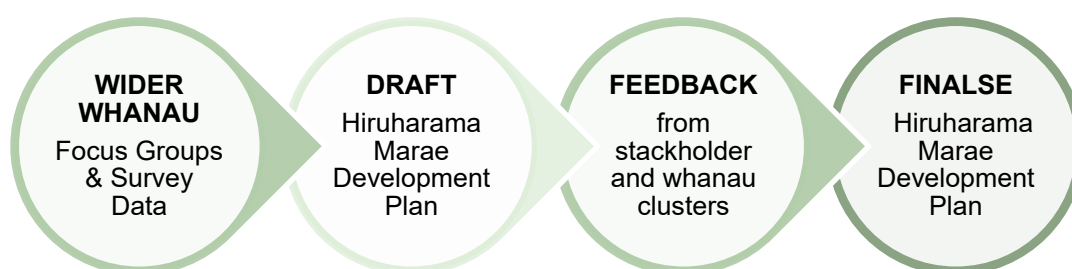 WIDER
WHANAU
Focus Groups
& Survey
Data
DRAFT
Hiruharama
Marae
Development
Plan
FEEDBACK
from
stackholder
and whanau
clusters
FINALSE
Hiruharama
Marae
Development
Plan